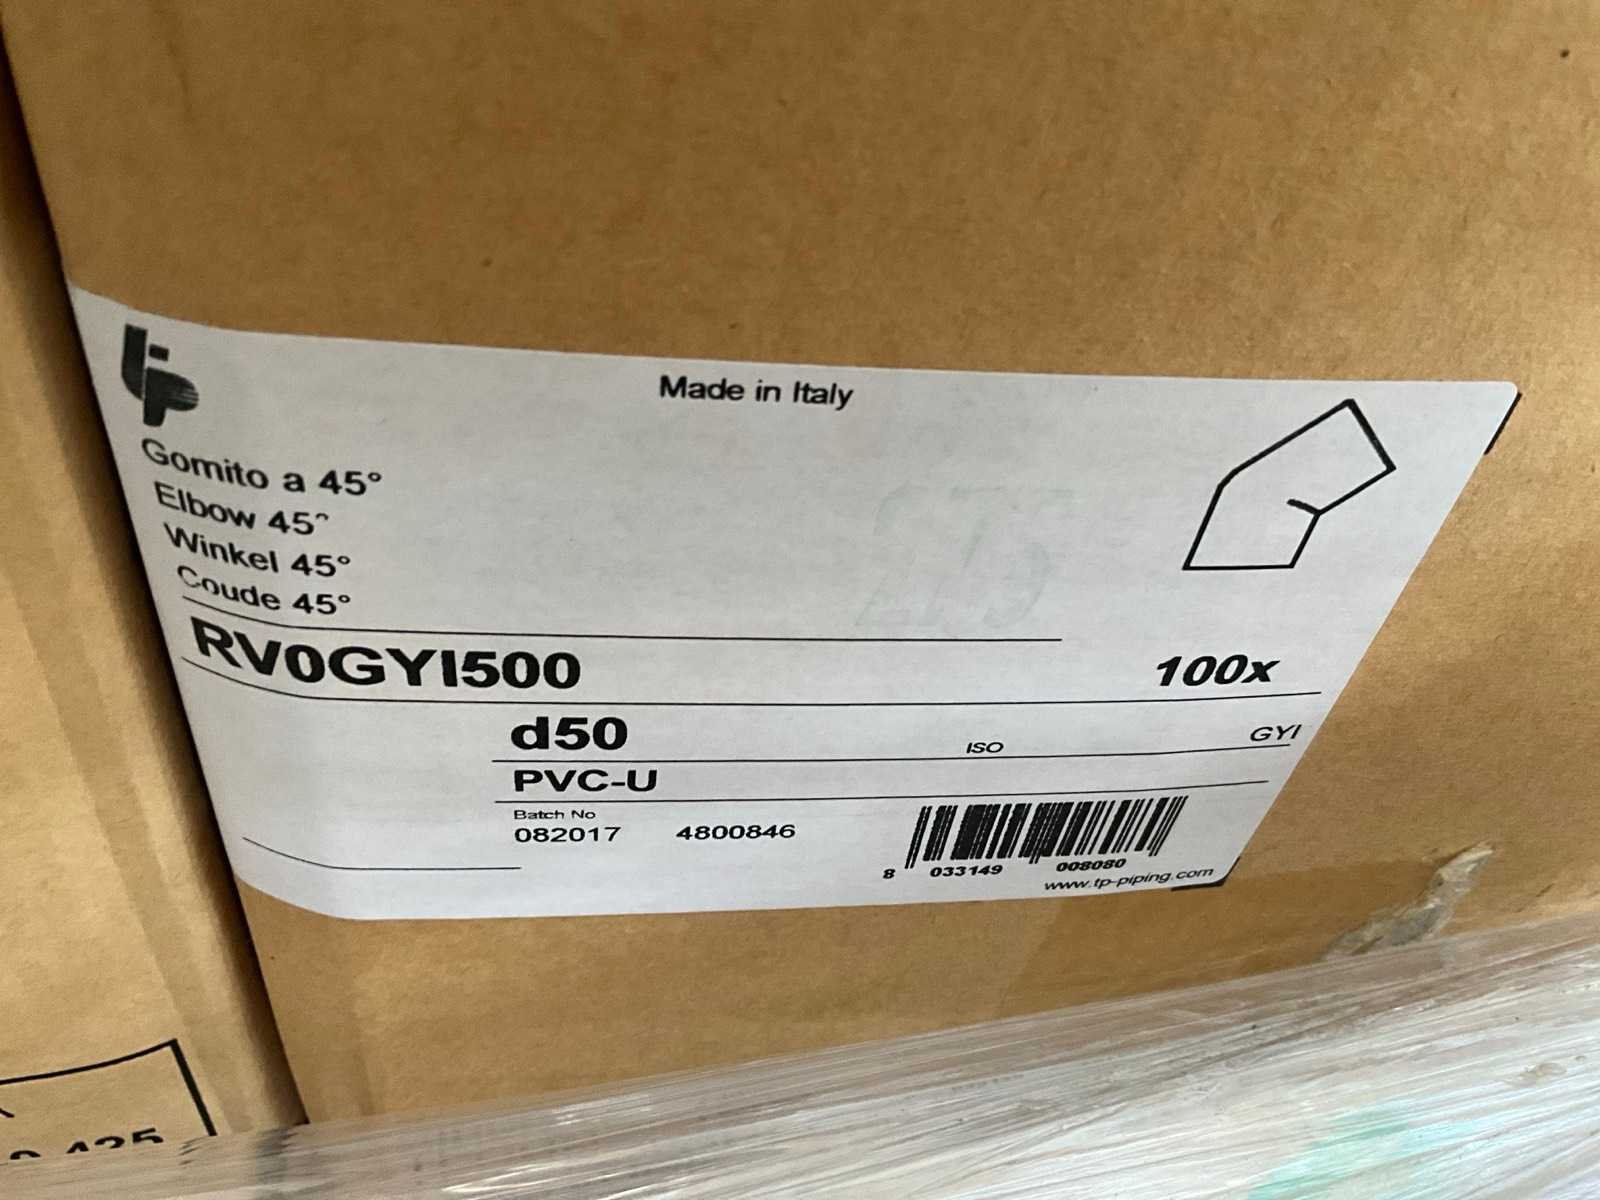 tp
Made in Italy
Gomito a 45°
Elbow 45°
Winkel 45°
Coude 45°
RV0GYI500
100x
d50
ISO
GYI
PVC-U
Batch No
082017 4800846
8 033149 008080
www.tp-piping.com